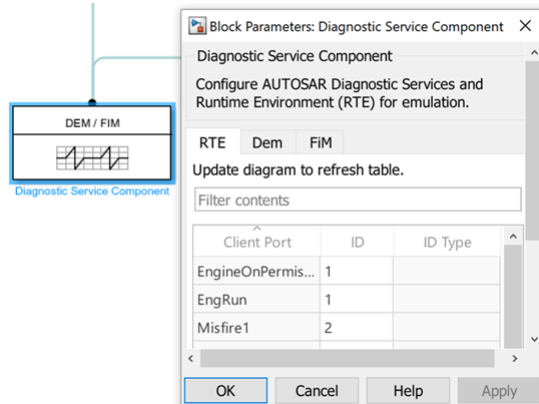 DEM / FIM
Diagnostic Service Component
Block Parameters: Diagnostic Service Component
Diagnostic Service Component
Configure AUTOSAR Diagnostic Services and
Runtime Environment (RTE) for emulation.
RTE Dem FiM
Update diagram to refresh table.
Filter contents
Client Port ID ID Type
EngineOnPermis... 1
EngRun 1
Misfire1 2
OK Cancel Help Apply